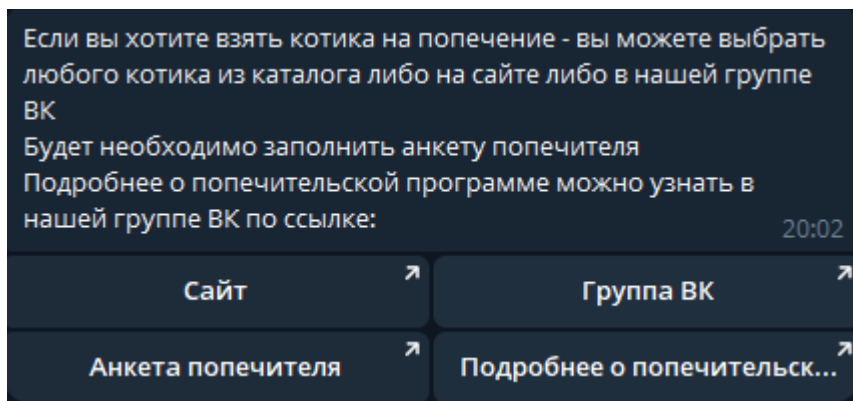 Если вы хотите взять котика на попечение - вы можете выбрать
любого котика из каталога либо на сайте либо в нашей группе
ВК
Будет необходимо заполнить анкету попечителя
Подробнее о попечительской программе можно узнать в
нашей группе ВК по ссылке:
20:02
Сайт
Группа ВК
Анкета попечителя
Подробнее о попечительск...